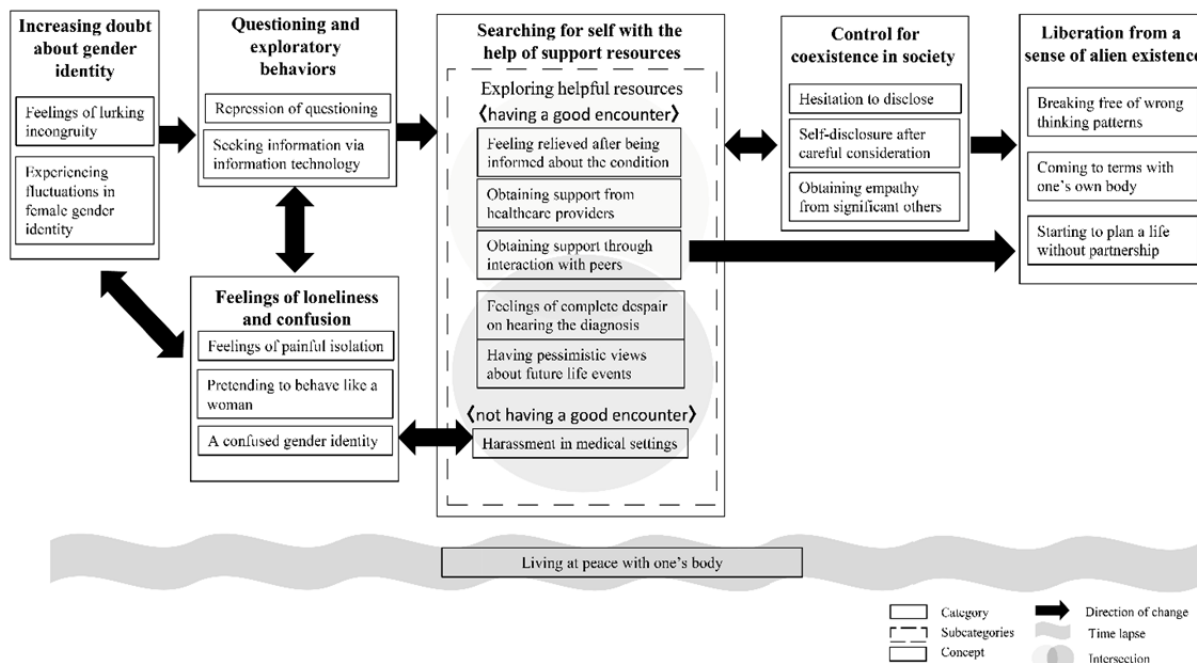 Increasing doubt
about gender
identity
Feelings of lurking
incongruity
Experiencing
fluctuations in
female gender
identity
Questioning and
exploratory
behaviors
Repression of questioning
Seeking information via
information technology
Feelings of loneliness
and confusion
Feelings of painful isolation
Pretending to behave like a
woman
A confused gender identity
Searching for self with the
help of support resources
Exploring helpful resources
〈having a good encounter〉
Feeling relieved after being
informed about the condition
Obtaining support from
healthcare providers
Obtaining support through
interaction with peers
Feelings of complete despair
on hearing the diagnosis
Having pessimistic views
about future life events
〈not having a good encounter〉
Harassment in medical settings
Control for
coexistence in society
Hesitation to disclose
Self-disclosure after
careful consideration
Obtaining empathy
from significant others
Liberation from a
sense of alien existence
Breaking free of wrong
thinking patterns
Coming to terms with
one's own body
Starting to plan a life
without partnership
Living at peace with one's body
Category
Subcategories
Concept
Direction of change
Time lapse
Intersection